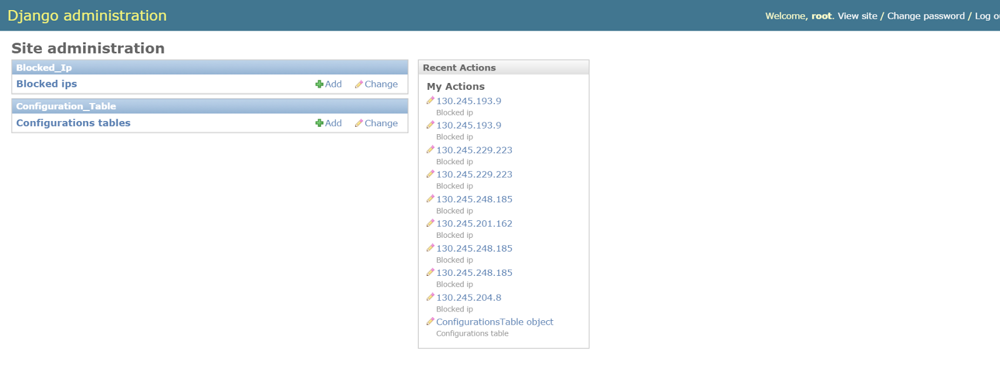 Django administration
Welcome, root. View site / Change password / Log ou
Site administration
Blocked_Ip
Blocked ips Add Change
Configuration_Table
Configurations tables Add Change
Recent Actions
My Actions
130.245.193.9
Blocked ip
130.245.193.9
Blocked ip
130.245.229.223
Blocked ip
130.245.229.223
Blocked ip
130.245.248.185
Blocked ip
130.245.201.162
Blocked ip
130.245.248.185
Blocked ip
130.245.248.185
Blocked ip
130.245.204.8
Blocked ip
ConfigurationsTable object
Configurations table